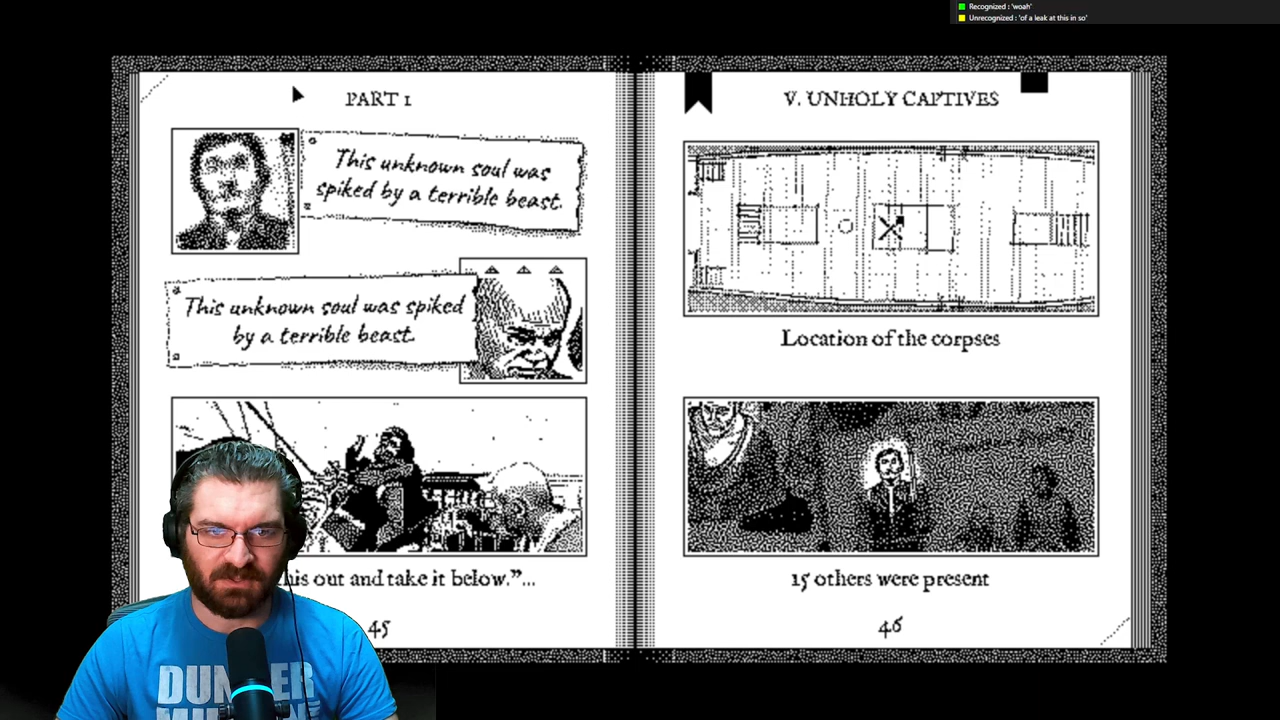 Recognized : 'woah'
Unrecognized : 'of a leak at this in so'
PART 1
This unknown soul was
spiked by a terrible beast.
This unknown soul was spiked
by a terrible beast.
his out and take it below.”...
45
V. UNHOLY CAPTIVES
Location of the corpses
15 others were present
46